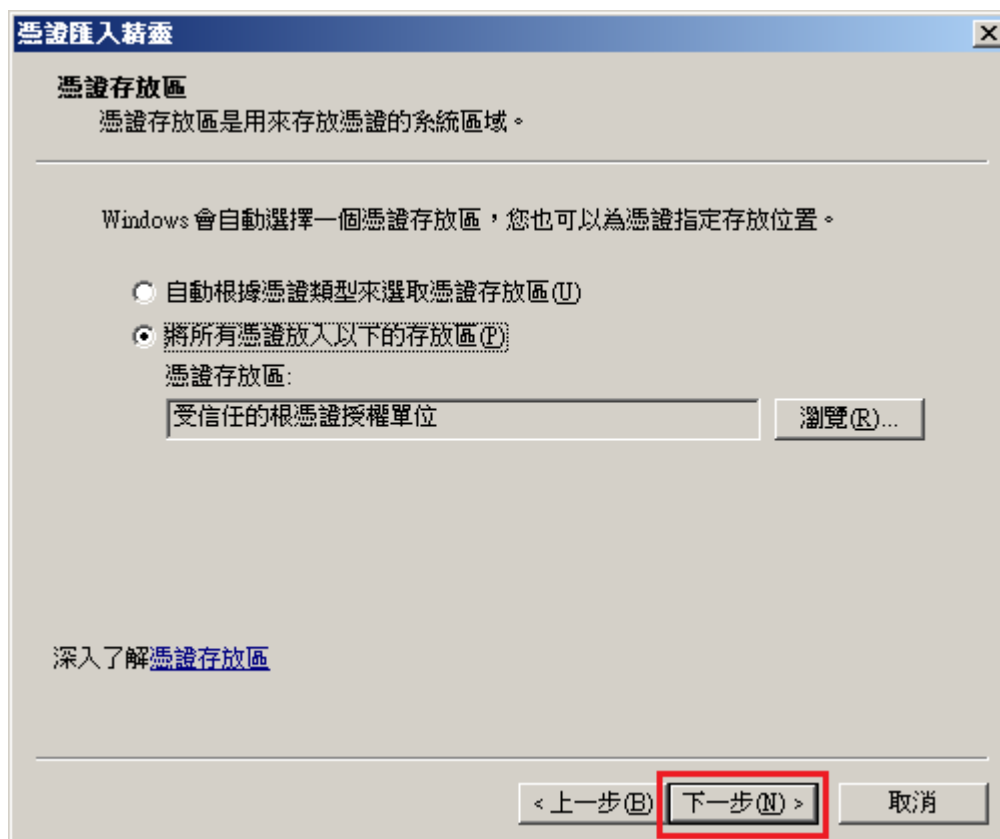 憑證匯入精靈
憑證存放區
憑證存放區是用來存放憑證的系統區域。
Windows 會自動選擇一個憑證存放區，您也可以為憑證指定存放位置。
自動根據憑證類型來選取憑證存放區(U)
將所有憑證放入以下的存放區(P)
憑證存放區:
受信任的根憑證授權單位 瀏覽(R)...
深入了解憑證存放區
< 上一步(B) 下一步(N) > 取消